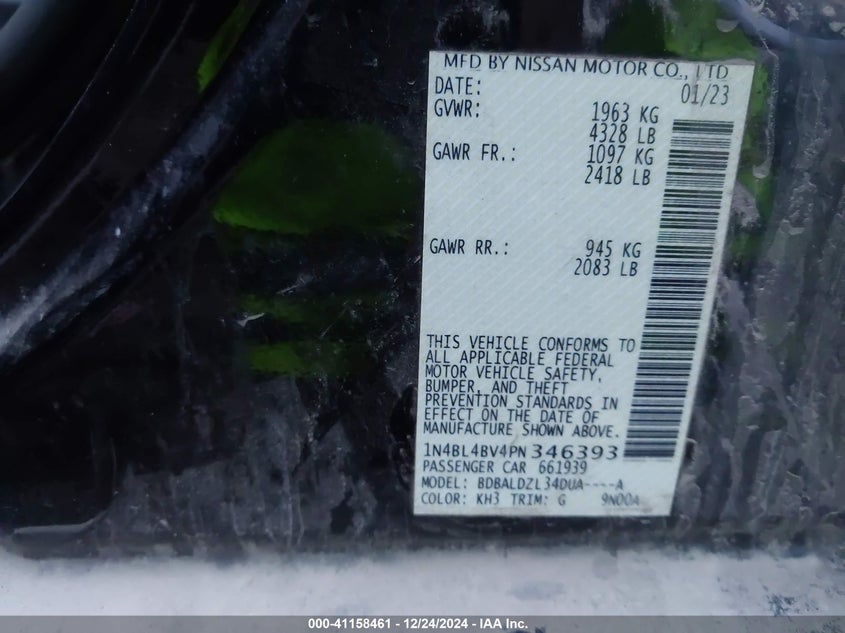 MFD BY NISSAN MOTOR CO., LTD
DATE: 01/23
GVWR: 1963 KG
4328 LB
GAWR FR.: 1097 KG
2418 LB
GAWR RR.: 945 KG
2083 LB
THIS VEHICLE CONFORMS TO
ALL APPLICABLE FEDERAL
MOTOR VEHICLE SAFETY,
BUMPER, AND THEFT
PREVENTION STANDARDS IN
EFFECT ON THE DATE OF
MANUFACTURE SHOWN ABOVE.
1N4BL4BV4PN346393
PASSENGER CAR 661939
MODEL: BDBALDZL34DUA----A
COLOR: KH3 TRIM: G 9N00A
000-41158461 - 12/24/2024 - IAA Inc.